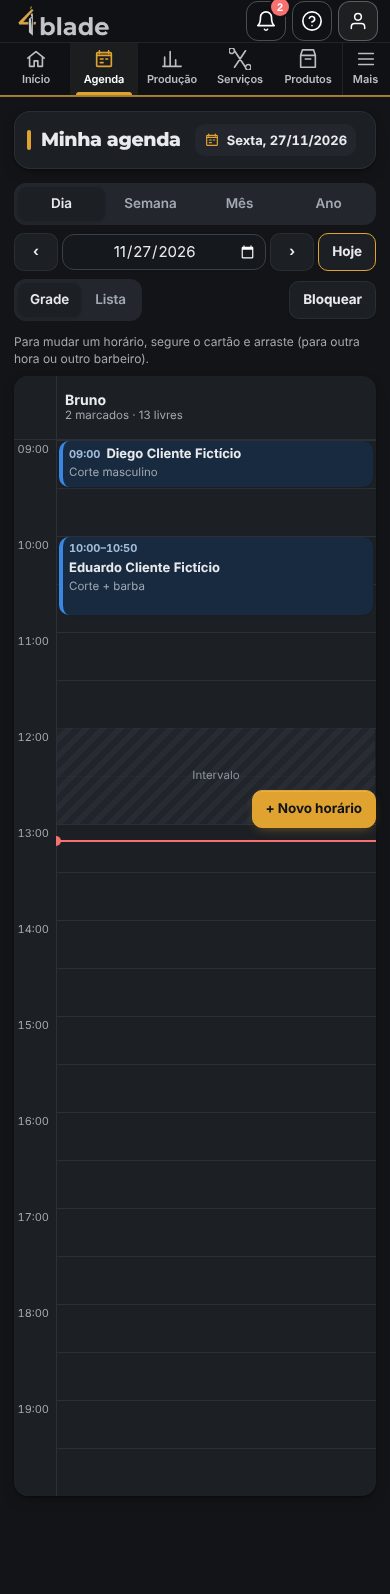 4blade
2
Início
Agenda
Produção
Serviços
Produtos
Mais
Minha agenda
Sexta, 27/11/2026
Dia
Semana
Mês
Ano
‹
11/27/2026
›
Hoje
Grade
Lista
Bloquear
Para mudar um horário, segure o cartão e arraste (para outra
hora ou outro barbeiro).
Bruno
2 marcados · 13 livres
09:00
09:00 Diego Cliente Fictício
Corte masculino
10:00
10:00–10:50
Eduardo Cliente Fictício
Corte + barba
11:00
12:00
Intervalo
+ Novo horário
13:00
14:00
15:00
16:00
17:00
18:00
19:00